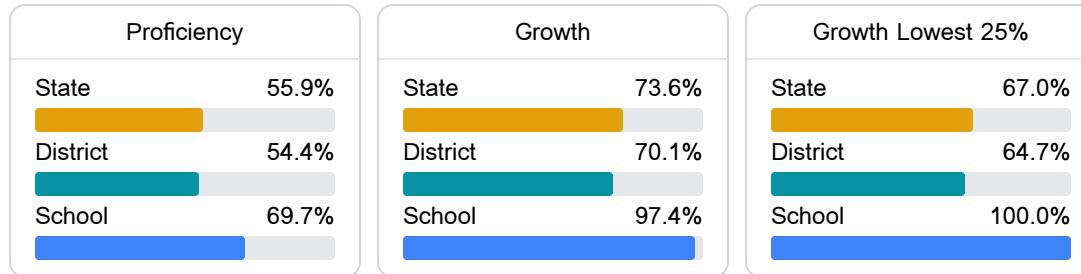 Proficiency
State 55.9%
District 54.4%
School 69.7%
Growth
State 73.6%
District 70.1%
School 97.4%
Growth Lowest 25%
State 67.0%
District 64.7%
School 100.0%